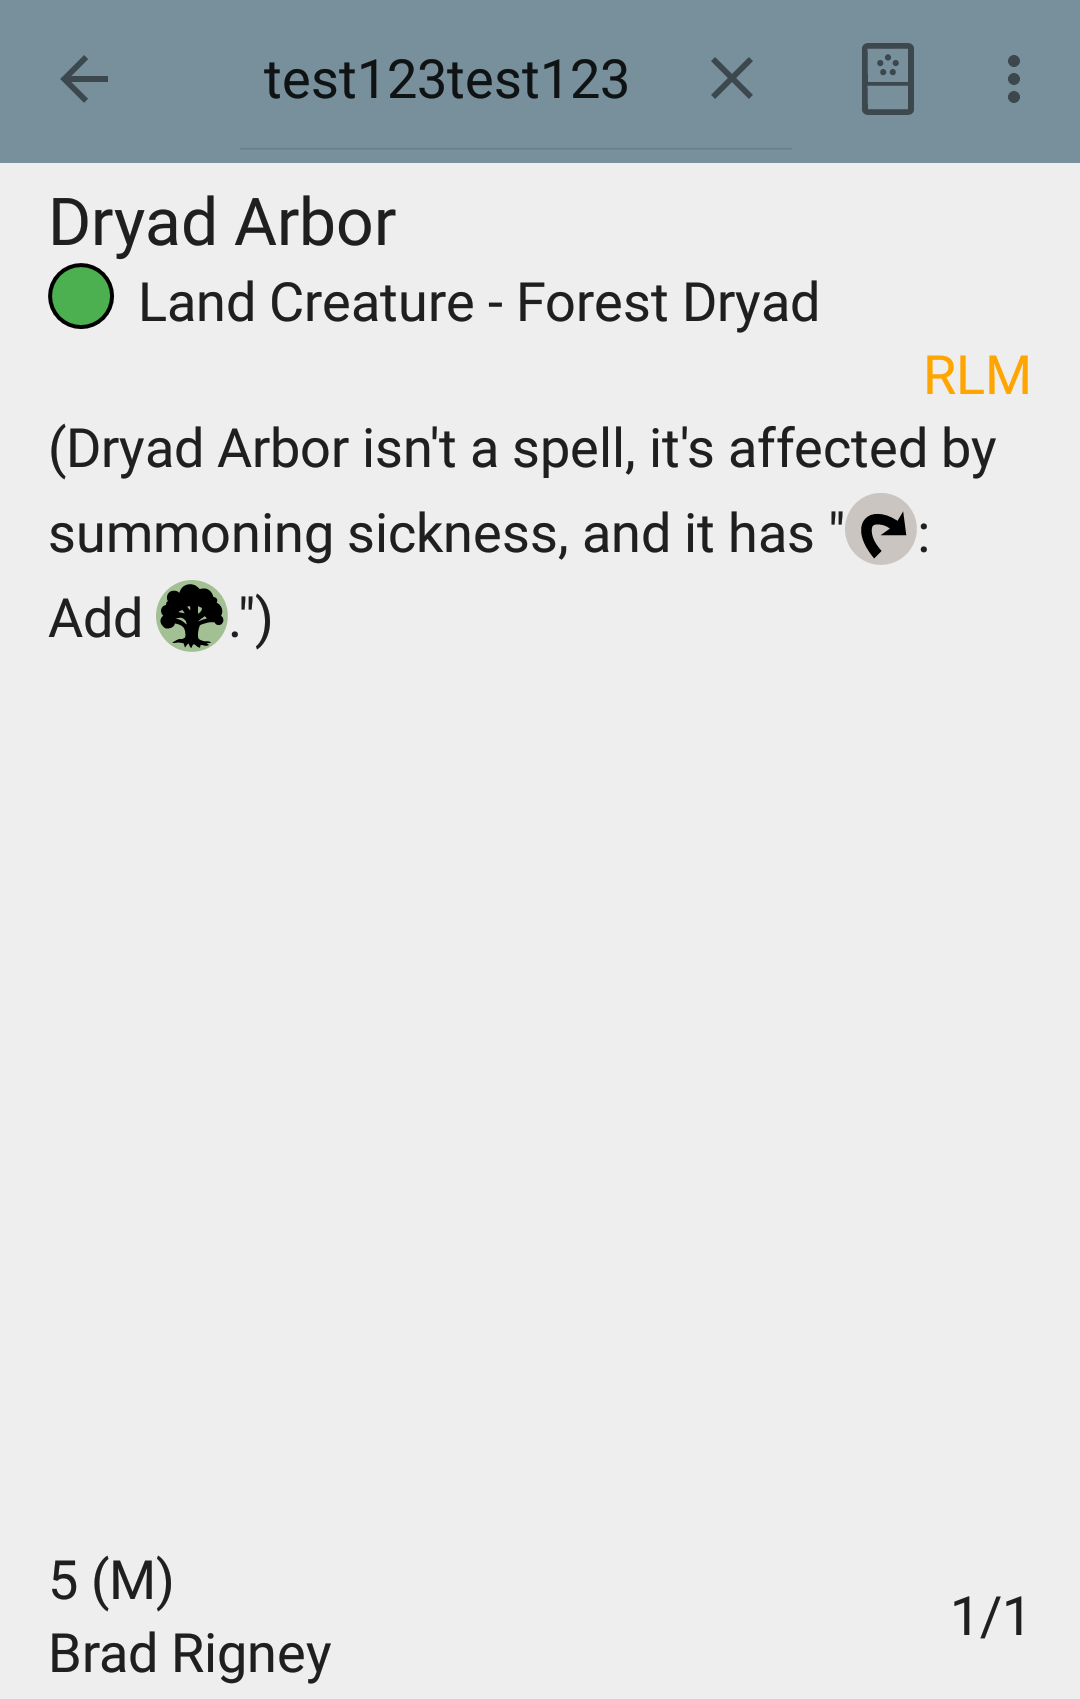 test123test123
Dryad Arbor
Land Creature - Forest Dryad
RLM
(Dryad Arbor isn't a spell, it's affected by
summoning sickness, and it has " :
Add .")
5 (M)
1/1
Brad Rigney